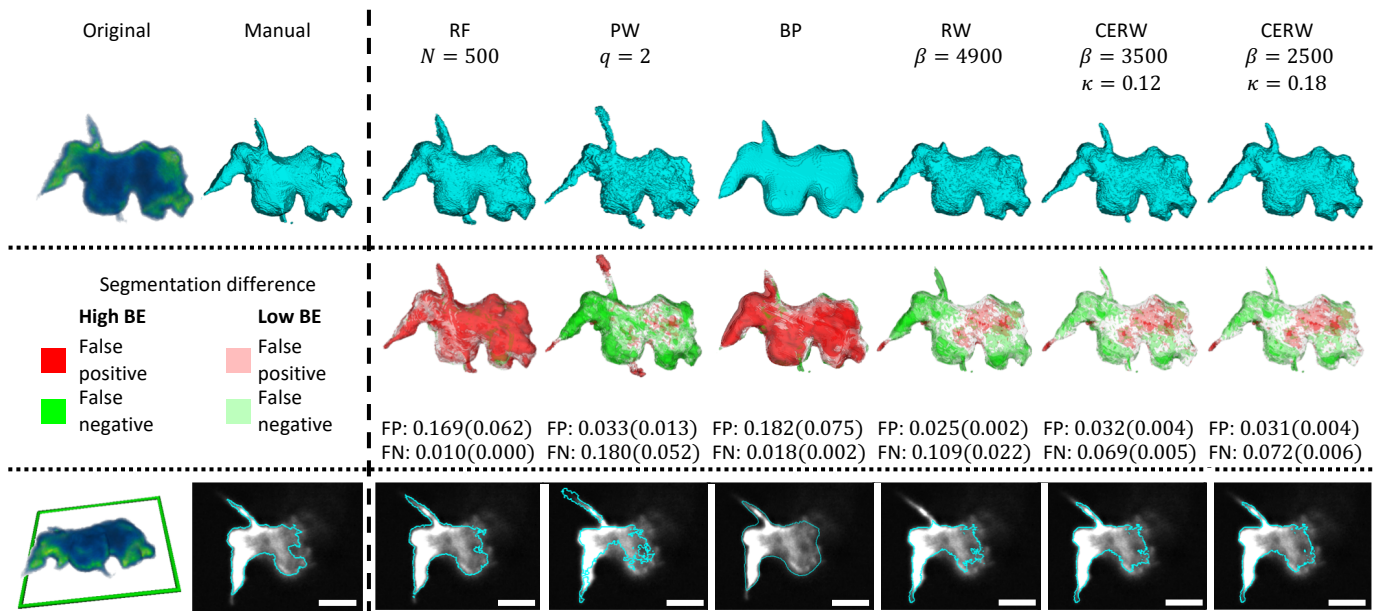 Original
Manual
RF
N = 500
PW
q = 2
BP
RW
β = 4900
CERW
β = 3500
κ = 0.12
CERW
β = 2500
κ = 0.18
Segmentation difference
High BE
Low BE
False
positive
False
positive
False
negative
False
negative
FP: 0.169(0.062)
FN: 0.010(0.000)
FP: 0.033(0.013)
FN: 0.180(0.052)
FP: 0.182(0.075)
FN: 0.018(0.002)
FP: 0.025(0.002)
FN: 0.109(0.022)
FP: 0.032(0.004)
FN: 0.069(0.005)
FP: 0.031(0.004)
FN: 0.072(0.006)